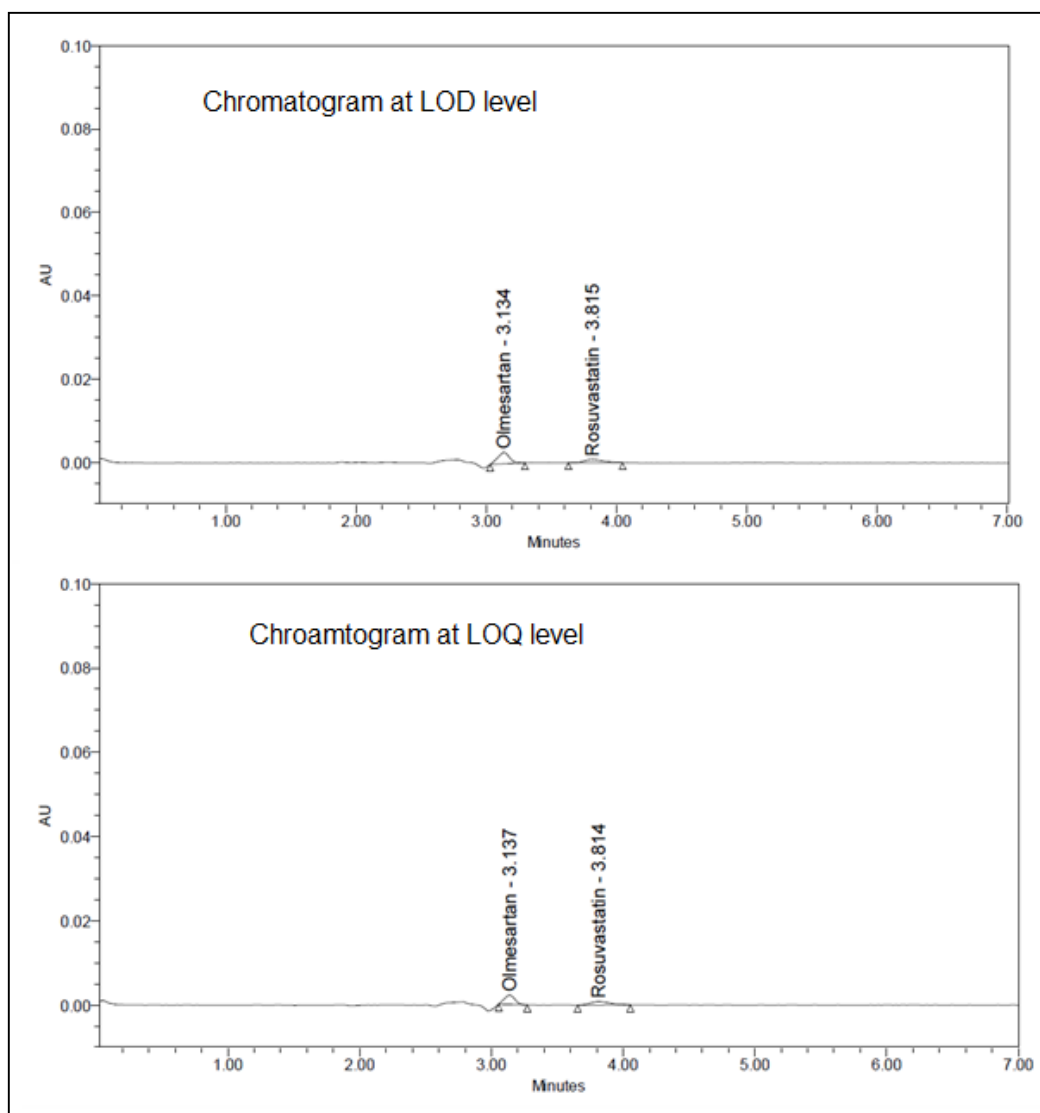 0.10
Chromatogram at LOD level
0.08
0.06
AU
0.04
Olmesartan - 3.134
Rosuvastatin - 3.815
0.02
0.00
1.00 2.00 3.00 4.00 5.00 6.00 7.00
Minutes
0.10
Chroamtogram at LOQ level
0.08
0.06
AU
0.04
Olmesartan - 3.137
Rosuvastatin - 3.814
0.02
0.00
1.00 2.00 3.00 4.00 5.00 6.00 7.00
Minutes